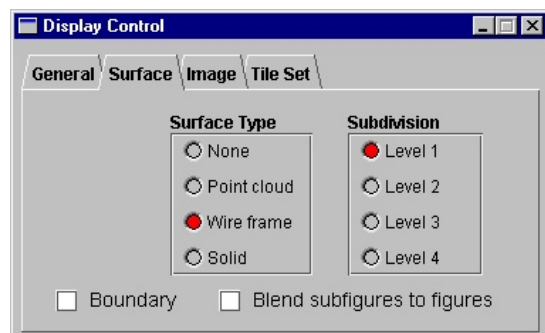 Display Control
General Surface Image Tile Set
Surface Type Subdivision
None Level 1
Point cloud Level 2
Wire frame Level 3
Solid Level 4
Boundary Blend subfigures to figures